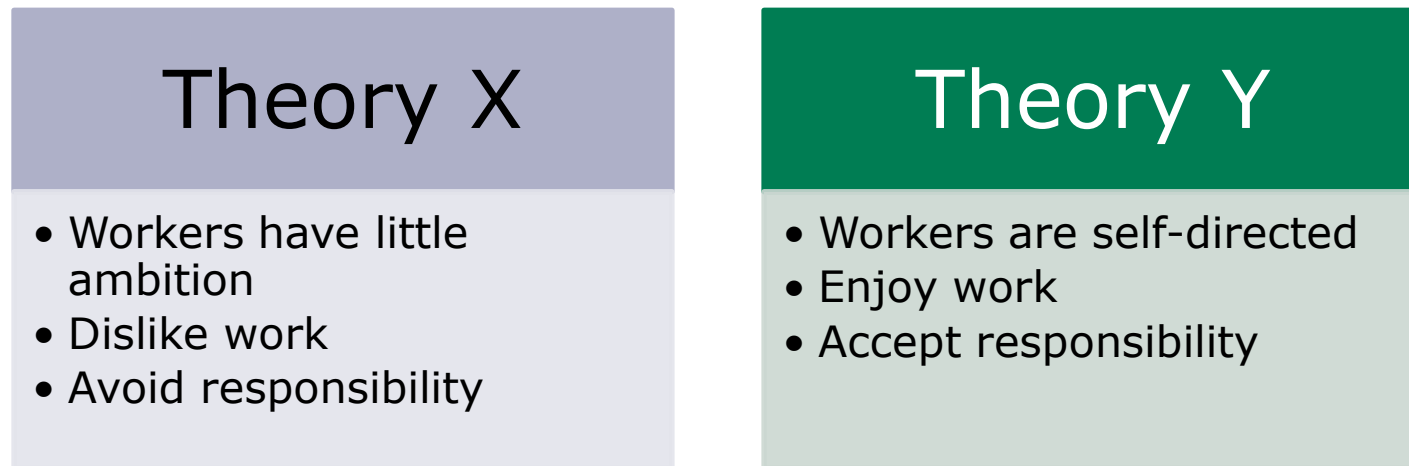 Theory X
• Workers have little
ambition
• Dislike work
• Avoid responsibility
Theory Y
• Workers are self-directed
• Enjoy work
• Accept responsibility